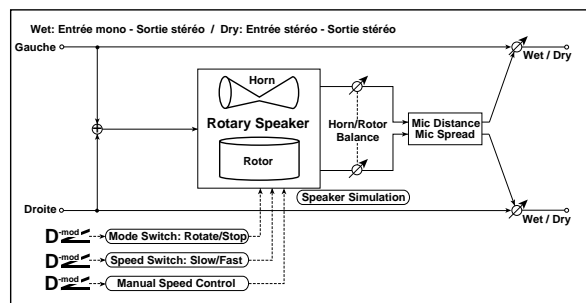 Wet: Entrée mono - Sortie stéréo / Dry: Entrée stéréo - Sortie stéréo
Gauche
Wet / Dry
Horn
Rotary Speaker
Rotor
Horn/Rotor
Balance
Mic Distance
Mic Spread
Speaker Simulation
Droite
Wet / Dry
D-mod
Mode Switch: Rotate/Stop
D-mod
Speed Switch: Slow/Fast
D-mod
Manual Speed Control